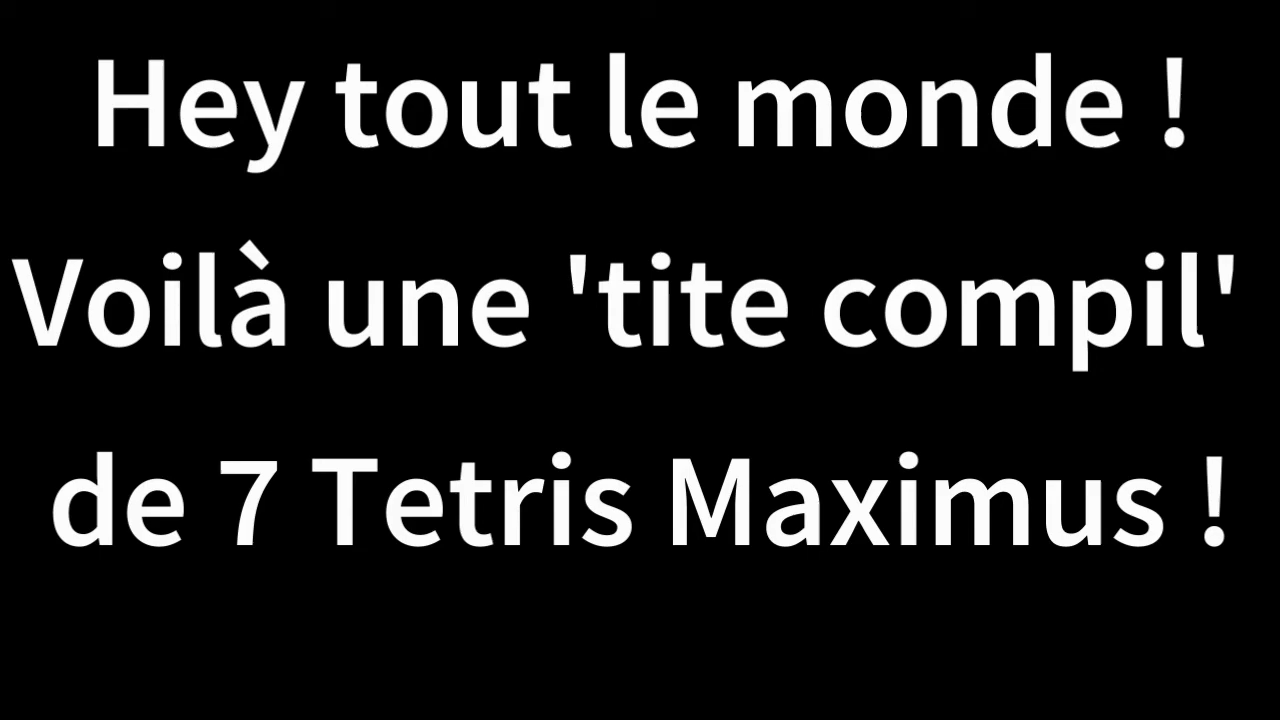 Hey tout le monde !
Voilà une 'tite compil'
de 7 Tetris Maximus !